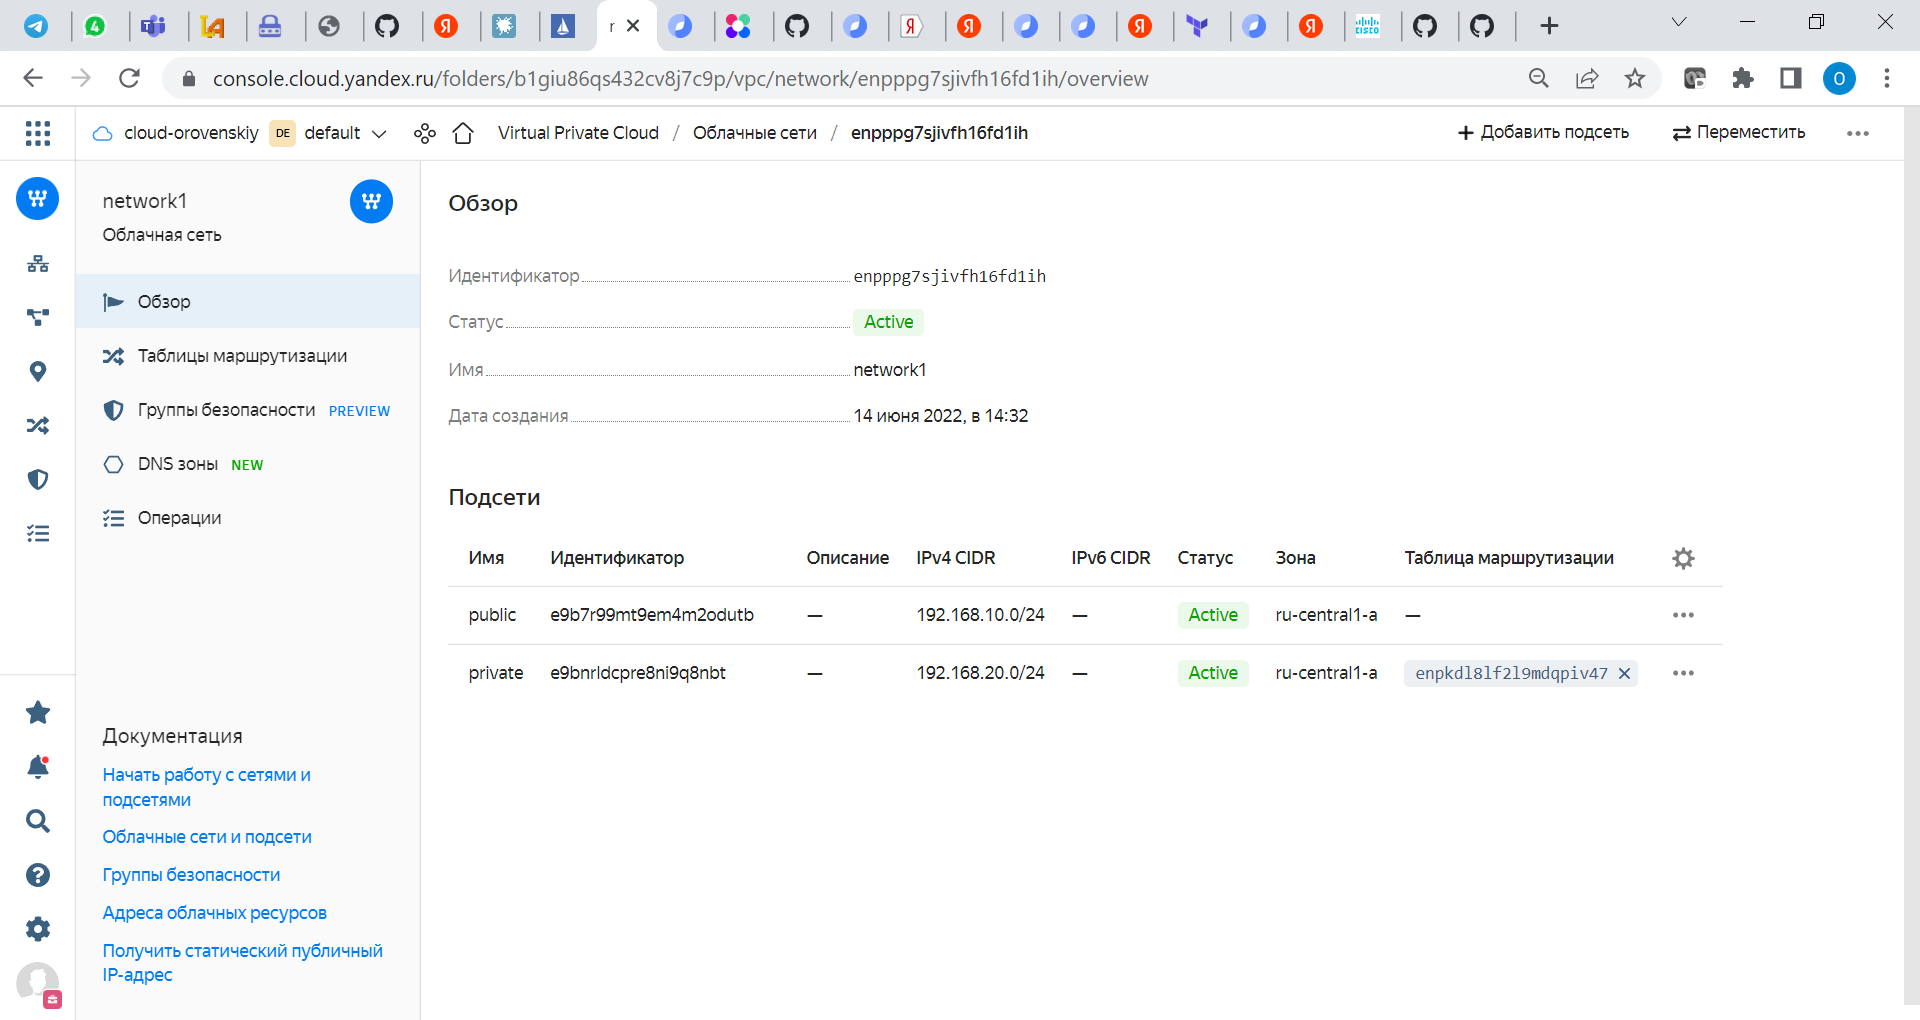 console.cloud.yandex.ru/folders/b1giu86qs432cv8j7c9p/vpc/network/enpppg7sjivfh16fd1ih/overview
cloud-orovenskiy DE default Virtual Private Cloud / Облачные сети / enpppg7sjivfh16fd1ih + Добавить подсеть Переместить
network1
Облачная сеть
Обзор
Таблицы маршрутизации
Группы безопасности PREVIEW
DNS зоны NEW
Операции
Документация
Начать работу с сетями и
подсетями
Облачные сети и подсети
Группы безопасности
Адреса облачных ресурсов
Получить статический публичный
IP-адрес
Обзор
Идентификатор enpppg7sjivfh16fd1ih
Статус Active
Имя network1
Дата создания 14 июня 2022, в 14:32
Подсети
Имя Идентификатор Описание IPv4 CIDR IPv6 CIDR Статус Зона Таблица маршрутизации
public e9b7r99mt9em4m2odutb — 192.168.10.0/24 — Active ru-central1-a —
private e9bnrldcpre8ni9q8nbt — 192.168.20.0/24 — Active ru-central1-a enpkdl8lf2l9mdqpiv47